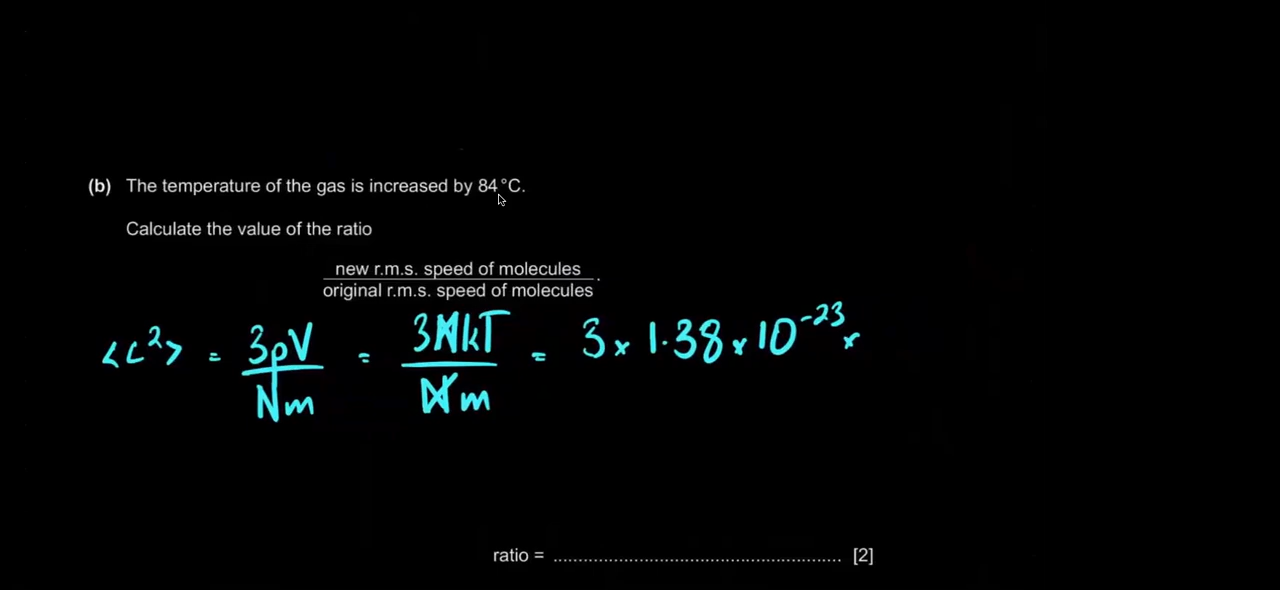 (b) The temperature of the gas is increased by 84 °C.
Calculate the value of the ratio
new r.m.s. speed of molecules
original r.m.s. speed of molecules .
<c²> = 3pV / Nm = 3NkT / Nm = 3 × 1.38 × 10⁻²³ ×
ratio = ......................................................... [2]